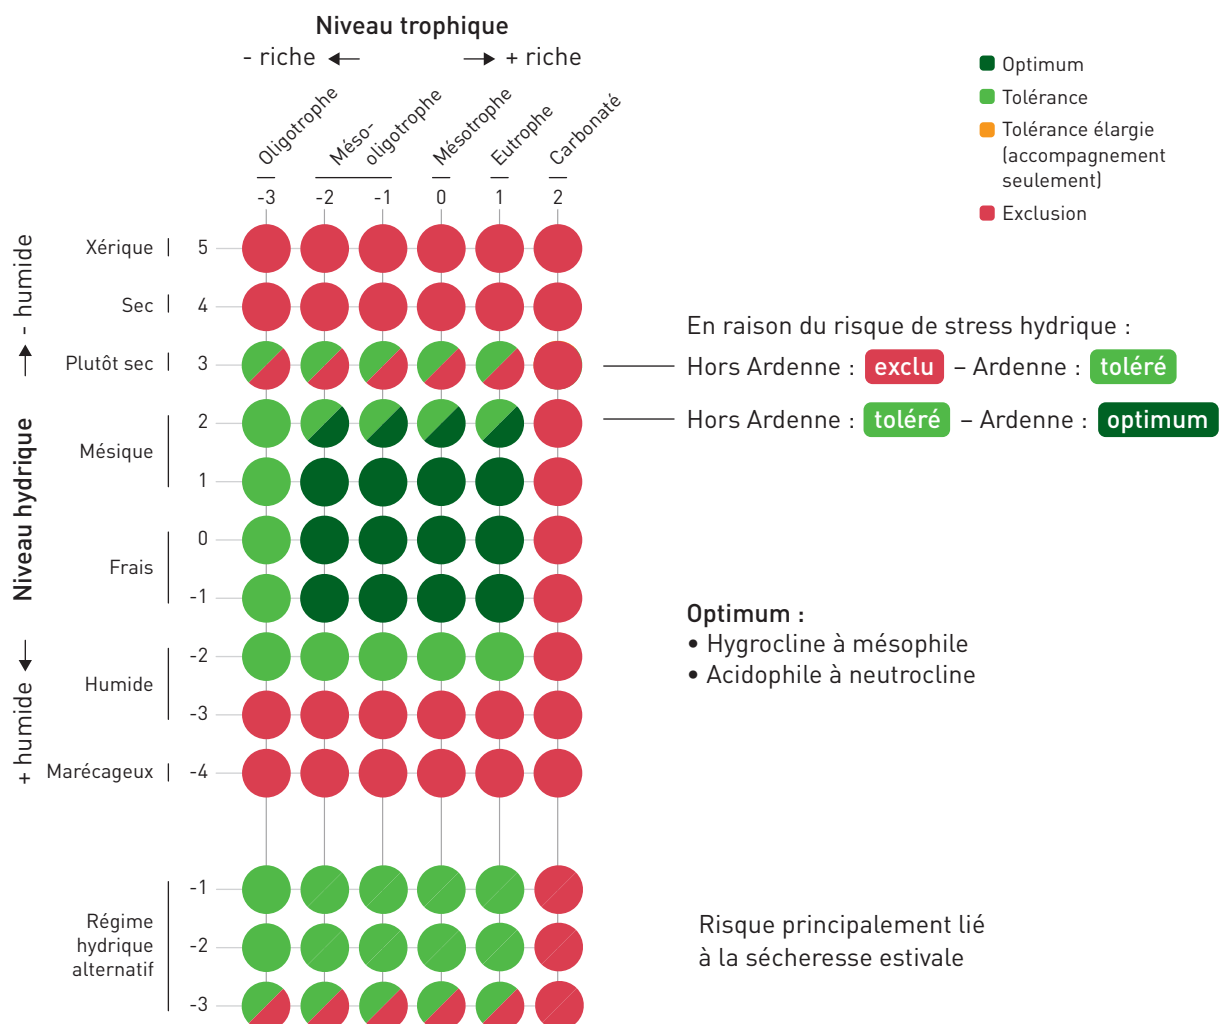 Niveau trophique
- riche
+ riche
Oligotrophe
Méso-
oligotrophe
Mésotrophe
Eutrophe
Carbonaté
-3
-2
-1
0
1
2
Optimum
Tolérance
Tolérance élargie
(accompagnement
seulement)
Exclusion
Niveau hydrique
- humide
+ humide
Xérique
5
Sec
4
Plutôt sec
3
Mésique
2
1
Frais
0
-1
Humide
-2
-3
Marécageux
-4
Régime
hydrique
alternatif
-1
-2
-3
En raison du risque de stress hydrique :
Hors Ardenne : exclu – Ardenne : toléré
Hors Ardenne : toléré – Ardenne : optimum
Optimum :
• Hygrocline à mésophile
• Acidophile à neutrocline
Risque principalement lié
à la sécheresse estivale